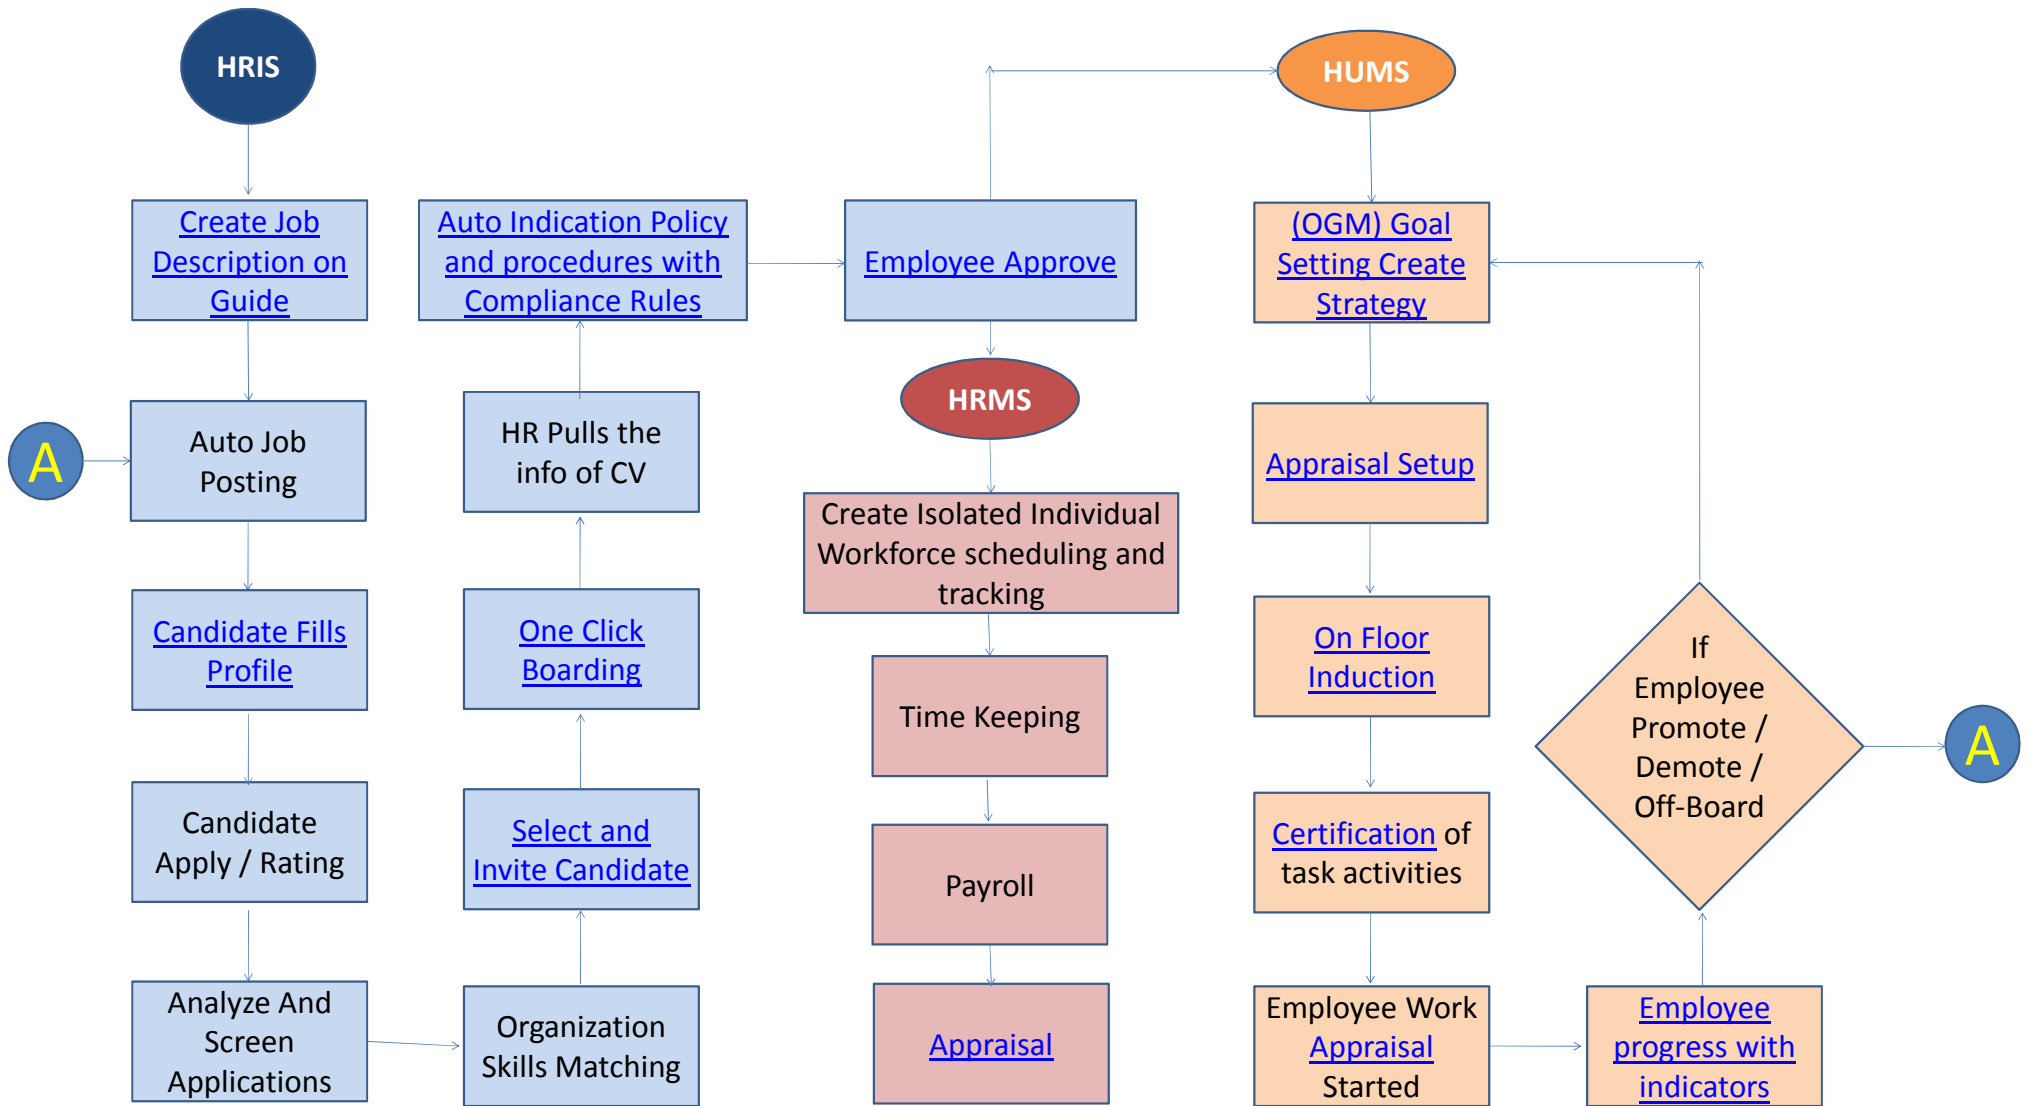 HRIS
Create Job
Description on
Guide
A
Auto Job
Posting
Candidate Fills
Profile
Candidate
Apply / Rating
Analyze And
Screen
Applications
Organization
Skills Matching
Select and
Invite Candidate
One Click
Boarding
HR Pulls the
info of CV
Auto Indication Policy
and procedures with
Compliance Rules
Employee Approve
HRMS
Create Isolated Individual
Workforce scheduling and
tracking
Time Keeping
Payroll
Appraisal
HUMS
(OGM) Goal
Setting Create
Strategy
Appraisal Setup
On Floor
Induction
Certification of
task activities
Employee Work
Appraisal
Started
Employee
progress with
indicators
If
Employee
Promote /
Demote /
Off-Board
A